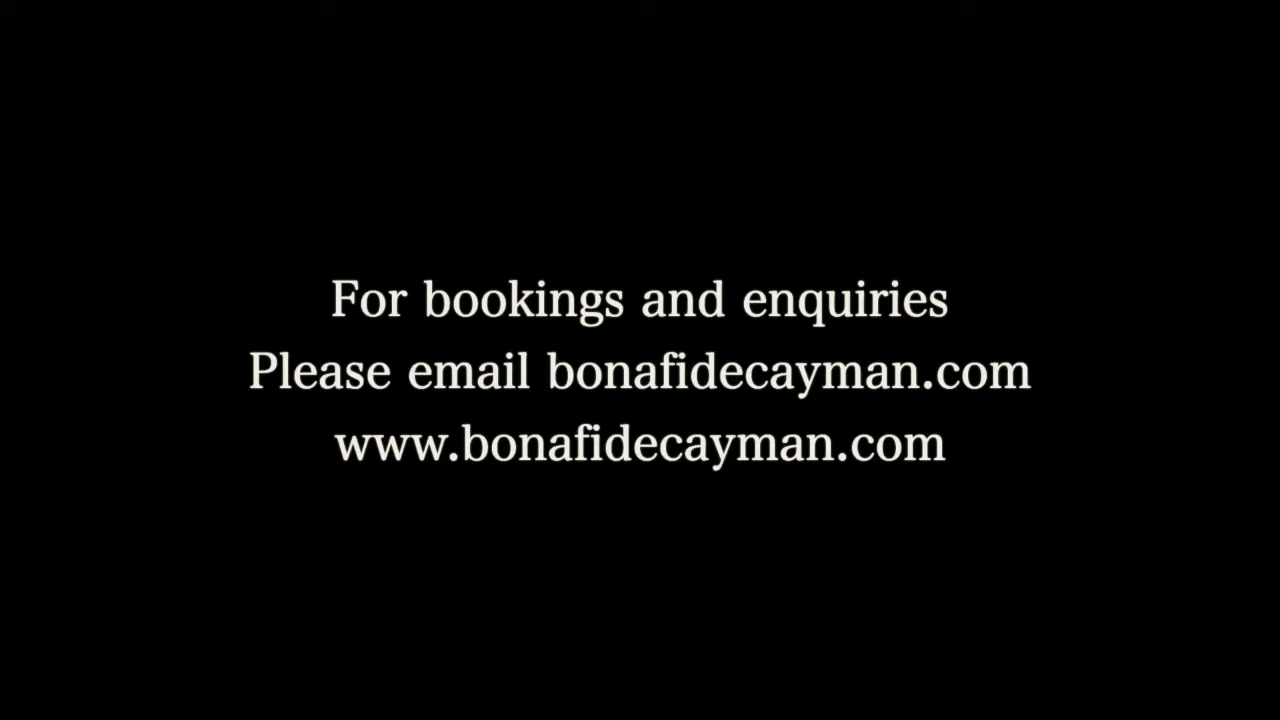 For bookings and enquiries
Please email bonafidecayman.com
www.bonafidecayman.com